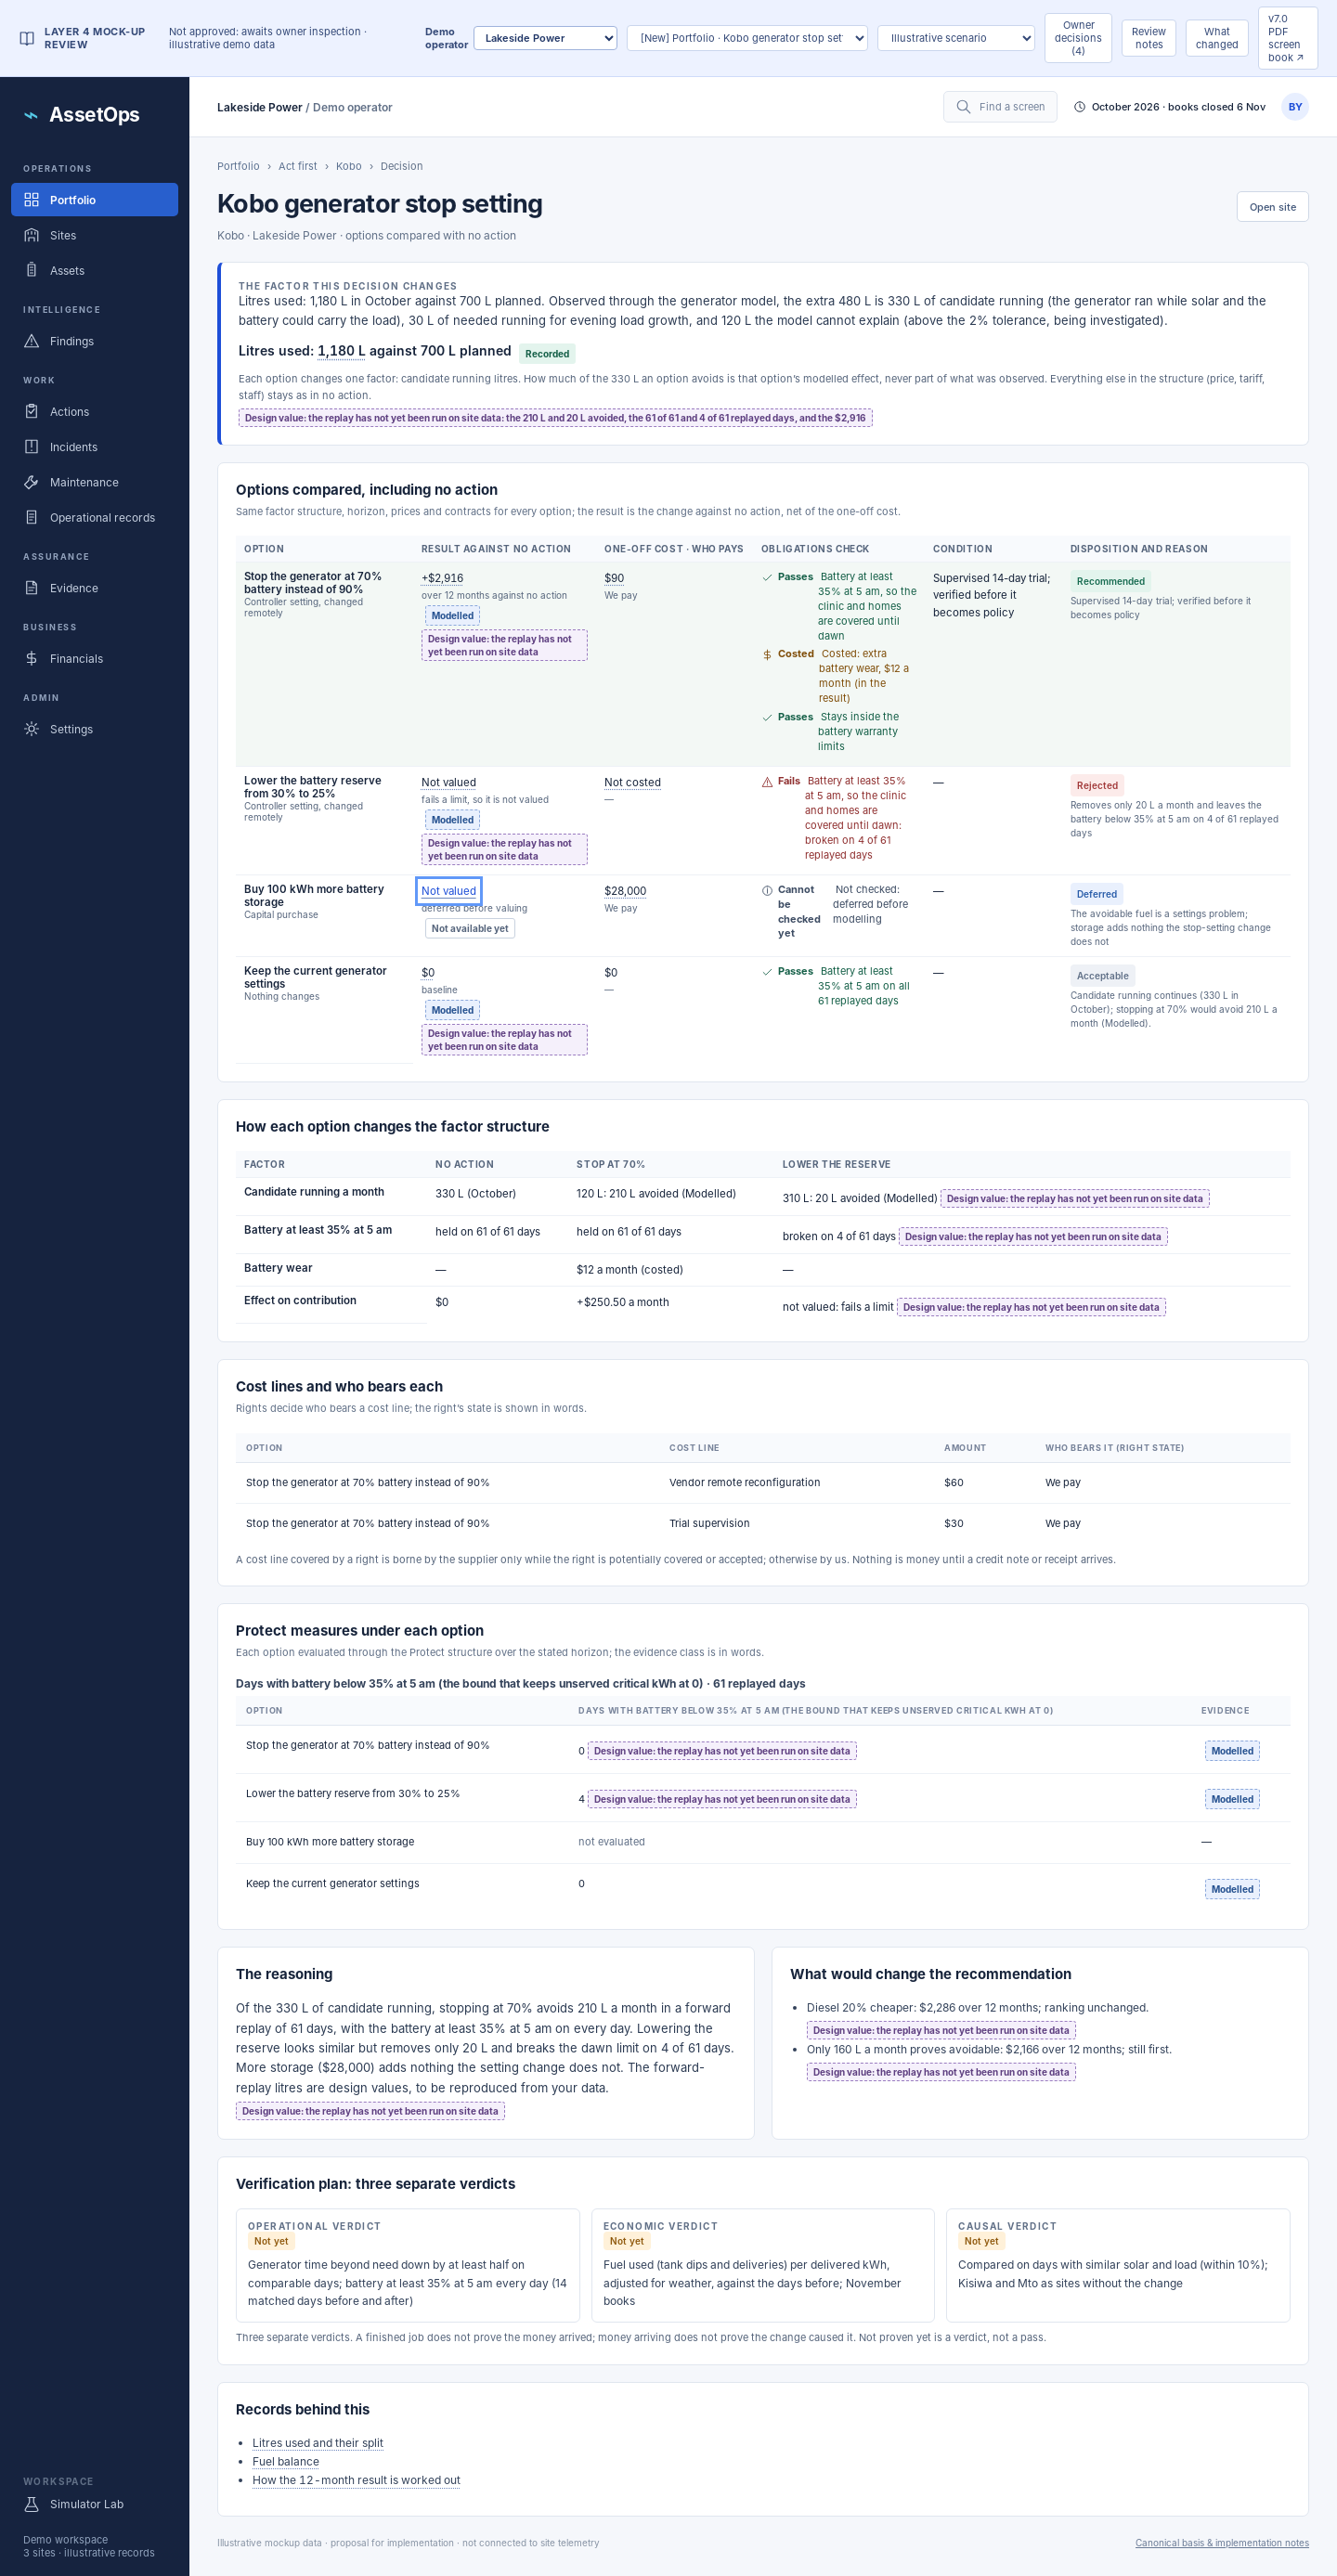 LAYER 4 MOCK-UP
REVIEW
Not approved: awaits owner inspection ·
illustrative demo data
Demo
operator
Lakeside Power
[New] Portfolio · Kobo generator stop set
Illustrative scenario
Owner
decisions
(4)
Review
notes
What
changed
v7.0
PDF
screen
book ↗
AssetOps
OPERATIONS
Portfolio
Sites
Assets
INTELLIGENCE
Findings
WORK
Actions
Incidents
Maintenance
Operational records
ASSURANCE
Evidence
BUSINESS
Financials
ADMIN
Settings
WORKSPACE
Simulator Lab
Demo workspace
3 sites · illustrative records
Lakeside Power / Demo operator
Find a screen
October 2026 · books closed 6 Nov
BY
Portfolio › Act first › Kobo › Decision
Kobo generator stop setting
Open site
Kobo · Lakeside Power · options compared with no action
THE FACTOR THIS DECISION CHANGES
Litres used: 1,180 L in October against 700 L planned. Observed through the generator model, the extra 480 L is 330 L of candidate running (the generator ran while solar and the
battery could carry the load), 30 L of needed running for evening load growth, and 120 L the model cannot explain (above the 2% tolerance, being investigated).
Litres used: 1,180 L against 700 L planned Recorded
Each option changes one factor: candidate running litres. How much of the 330 L an option avoids is that option's modelled effect, never part of what was observed. Everything else in the structure (price, tariff,
staff) stays as in no action.
Design value: the replay has not yet been run on site data: the 210 L and 20 L avoided, the 61 of 61 and 4 of 61 replayed days, and the $2,916
Options compared, including no action
Same factor structure, horizon, prices and contracts for every option; the result is the change against no action, net of the one-off cost.
OPTION RESULT AGAINST NO ACTION ONE-OFF COST · WHO PAYS OBLIGATIONS CHECK CONDITION DISPOSITION AND REASON
Stop the generator at 70%
battery instead of 90%
Controller setting, changed
remotely
+$2,916
over 12 months against no action
Modelled
Design value: the replay has not
yet been run on site data
$90
We pay
Passes Battery at least
35% at 5 am, so the
clinic and homes
are covered until
dawn
Costed Costed: extra
battery wear, $12 a
month (in the
result)
Passes Stays inside the
battery warranty
limits
Supervised 14-day trial;
verified before it
becomes policy
Recommended
Supervised 14-day trial; verified before it
becomes policy
Lower the battery reserve
from 30% to 25%
Controller setting, changed
remotely
Not valued
fails a limit, so it is not valued
Modelled
Design value: the replay has not
yet been run on site data
Not costed
—
Fails Battery at least 35%
at 5 am, so the clinic
and homes are
covered until dawn:
broken on 4 of 61
replayed days
—
Rejected
Removes only 20 L a month and leaves the
battery below 35% at 5 am on 4 of 61 replayed
days
Buy 100 kWh more battery
storage
Capital purchase
Not valued
deferred before valuing
Not available yet
$28,000
We pay
Cannot
be
checked
yet
Not checked:
deferred before
modelling
—
Deferred
The avoidable fuel is a settings problem;
storage adds nothing the stop-setting change
does not
Keep the current generator
settings
Nothing changes
$0
baseline
Modelled
Design value: the replay has not
yet been run on site data
$0
—
Passes Battery at least
35% at 5 am on all
61 replayed days
—
Acceptable
Candidate running continues (330 L in
October); stopping at 70% would avoid 210 L a
month (Modelled).
How each option changes the factor structure
FACTOR NO ACTION STOP AT 70% LOWER THE RESERVE
Candidate running a month 330 L (October) 120 L: 210 L avoided (Modelled) 310 L: 20 L avoided (Modelled) Design value: the replay has not yet been run on site data
Battery at least 35% at 5 am held on 61 of 61 days held on 61 of 61 days broken on 4 of 61 days Design value: the replay has not yet been run on site data
Battery wear — $12 a month (costed) —
Effect on contribution $0 +$250.50 a month not valued: fails a limit Design value: the replay has not yet been run on site data
Cost lines and who bears each
Rights decide who bears a cost line; the right's state is shown in words.
OPTION COST LINE AMOUNT WHO BEARS IT (RIGHT STATE)
Stop the generator at 70% battery instead of 90% Vendor remote reconfiguration $60 We pay
Stop the generator at 70% battery instead of 90% Trial supervision $30 We pay
A cost line covered by a right is borne by the supplier only while the right is potentially covered or accepted; otherwise by us. Nothing is money until a credit note or receipt arrives.
Protect measures under each option
Each option evaluated through the Protect structure over the stated horizon; the evidence class is in words.
Days with battery below 35% at 5 am (the bound that keeps unserved critical kWh at 0) · 61 replayed days
OPTION DAYS WITH BATTERY BELOW 35% AT 5 AM (THE BOUND THAT KEEPS UNSERVED CRITICAL KWH AT 0) EVIDENCE
Stop the generator at 70% battery instead of 90% 0 Design value: the replay has not yet been run on site data Modelled
Lower the battery reserve from 30% to 25% 4 Design value: the replay has not yet been run on site data Modelled
Buy 100 kWh more battery storage not evaluated —
Keep the current generator settings 0 Modelled
The reasoning
Of the 330 L of candidate running, stopping at 70% avoids 210 L a month in a forward
replay of 61 days, with the battery at least 35% at 5 am on every day. Lowering the
reserve looks similar but removes only 20 L and breaks the dawn limit on 4 of 61 days.
More storage ($28,000) adds nothing the setting change does not. The forward-
replay litres are design values, to be reproduced from your data.
Design value: the replay has not yet been run on site data
What would change the recommendation
• Diesel 20% cheaper: $2,286 over 12 months; ranking unchanged.
Design value: the replay has not yet been run on site data
• Only 160 L a month proves avoidable: $2,166 over 12 months; still first.
Design value: the replay has not yet been run on site data
Verification plan: three separate verdicts
OPERATIONAL VERDICT
Not yet
Generator time beyond need down by at least half on
comparable days; battery at least 35% at 5 am every day (14
matched days before and after)
ECONOMIC VERDICT
Not yet
Fuel used (tank dips and deliveries) per delivered kWh,
adjusted for weather, against the days before; November
books
CAUSAL VERDICT
Not yet
Compared on days with similar solar and load (within 10%);
Kisiwa and Mto as sites without the change
Three separate verdicts. A finished job does not prove the money arrived; money arriving does not prove the change caused it. Not proven yet is a verdict, not a pass.
Records behind this
• Litres used and their split
• Fuel balance
• How the 12-month result is worked out
Illustrative mockup data · proposal for implementation · not connected to site telemetry
Canonical basis & implementation notes